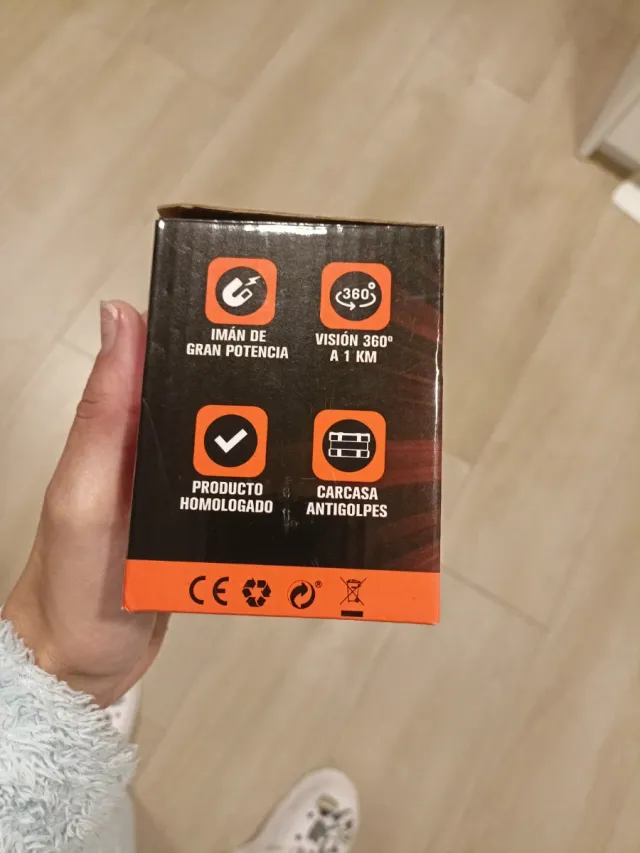 IMÁN DE
GRAN POTENCIA
360°
VISIÓN 360º
A 1 KM
PRODUCTO
HOMOLOGADO
CARCASA
ANTIGOLPES
CE
®